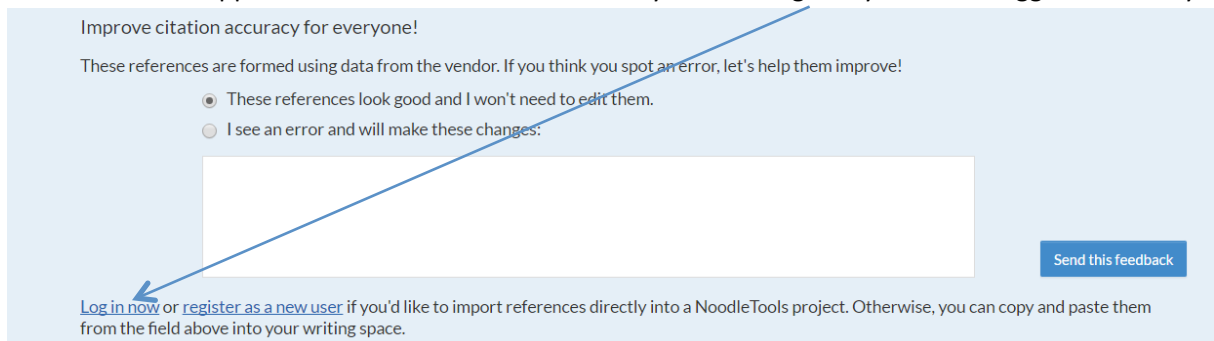 Improve citation accuracy for everyone!
These references are formed using data from the vendor. If you think you spot an error, let's help them improve!
These references look good and I won't need to edit them.
I see an error and will make these changes:
Send this feedback
Log in now or register as a new user if you'd like to import references directly into a NoodleTools project. Otherwise, you can copy and paste them
from the field above into your writing space.